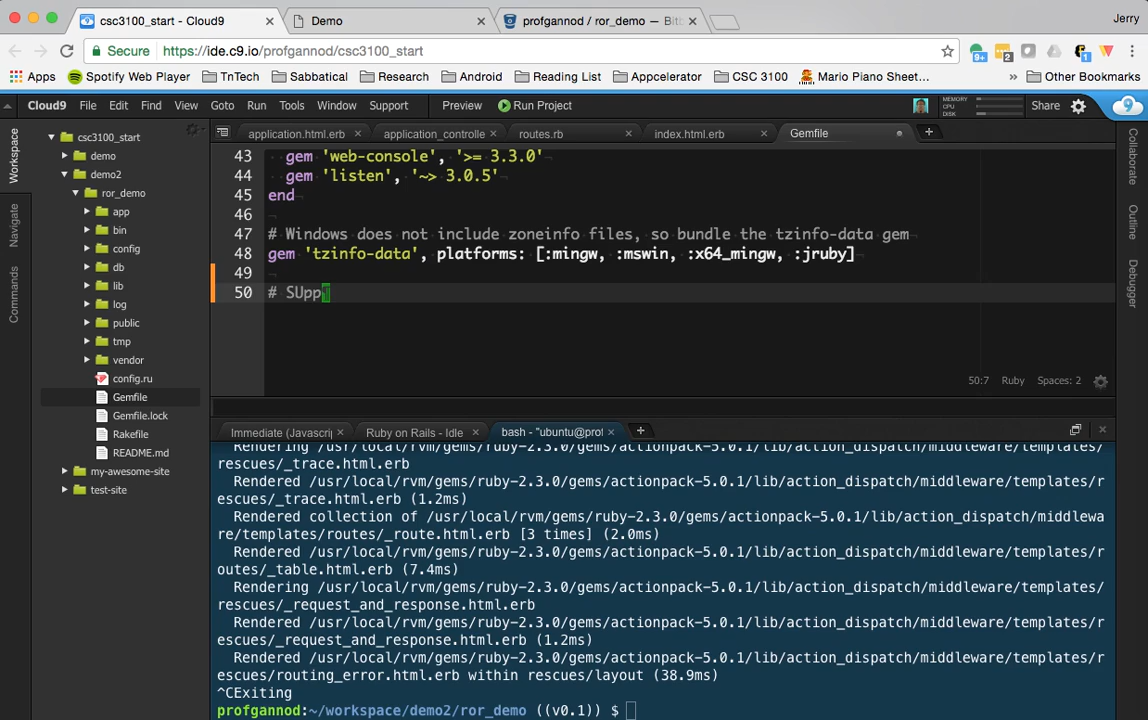 csc3100_start - Cloud9
Demo
profgannod / ror_demo — Bitb
Jerry
Secure
https://ide.c9.io/profgannod/csc3100_start
9+
1
Apps
Spotify Web Player
TnTech
Sabbatical
Research
Android
Reading List
Appcelerator
CSC 3100
Mario Piano Sheet...
»
Other Bookmarks
Cloud9 File Edit Find View Goto Run Tools Window Support Preview Run Project
MEMORY
CPU
DISK
Share
Workspace
Navigate
Commands
csc3100_start
demo
demo2
ror_demo
app
bin
config
db
lib
log
public
tmp
vendor
config.ru
Gemfile
Gemfile.lock
Rakefile
README.md
my-awesome-site
test-site
application.html.erb
application_controlle
routes.rb
index.html.erb
Gemfile
43 gem 'web-console', '>= 3.3.0'
44 gem 'listen', '~> 3.0.5'
45 end
46
47 # Windows does not include zoneinfo files, so bundle the tzinfo-data gem
48 gem 'tzinfo-data', platforms: [:mingw, :mswin, :x64_mingw, :jruby]
49
50 # SUpp
50:7 Ruby Spaces: 2
Collaborate
Outline
Debugger
Immediate (Javascrip
Ruby on Rails - Idle
bash - "ubuntu@prof
Rendering /usr/local/rvm/gems/ruby-2.3.0/gems/actionpack-5.0.1/lib/action_dispatch/middleware/templates/
rescues/_trace.html.erb
Rendered /usr/local/rvm/gems/ruby-2.3.0/gems/actionpack-5.0.1/lib/action_dispatch/middleware/templates/r
escues/_trace.html.erb (1.2ms)
Rendered collection of /usr/local/rvm/gems/ruby-2.3.0/gems/actionpack-5.0.1/lib/action_dispatch/middlewa
re/templates/routes/_route.html.erb [3 times] (2.0ms)
Rendered /usr/local/rvm/gems/ruby-2.3.0/gems/actionpack-5.0.1/lib/action_dispatch/middleware/templates/r
outes/_table.html.erb (7.4ms)
Rendering /usr/local/rvm/gems/ruby-2.3.0/gems/actionpack-5.0.1/lib/action_dispatch/middleware/templates/
rescues/_request_and_response.html.erb
Rendered /usr/local/rvm/gems/ruby-2.3.0/gems/actionpack-5.0.1/lib/action_dispatch/middleware/templates/r
escues/_request_and_response.html.erb (1.2ms)
Rendered /usr/local/rvm/gems/ruby-2.3.0/gems/actionpack-5.0.1/lib/action_dispatch/middleware/templates/r
escues/routing_error.html.erb within rescues/layout (38.9ms)
^CExiting
profgannod:~/workspace/demo2/ror_demo ((v0.1)) $